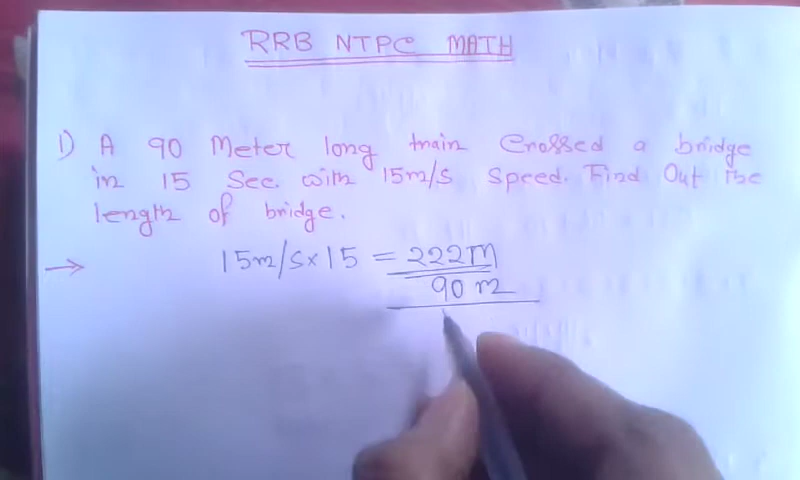 RRB NTPC MATH
1) A 90 Meter long train Crossed a bridge
in 15 Sec. with 15m/s Speed. Find Out the
length of bridge.
→ 15m/s × 15 = 222m
90 m